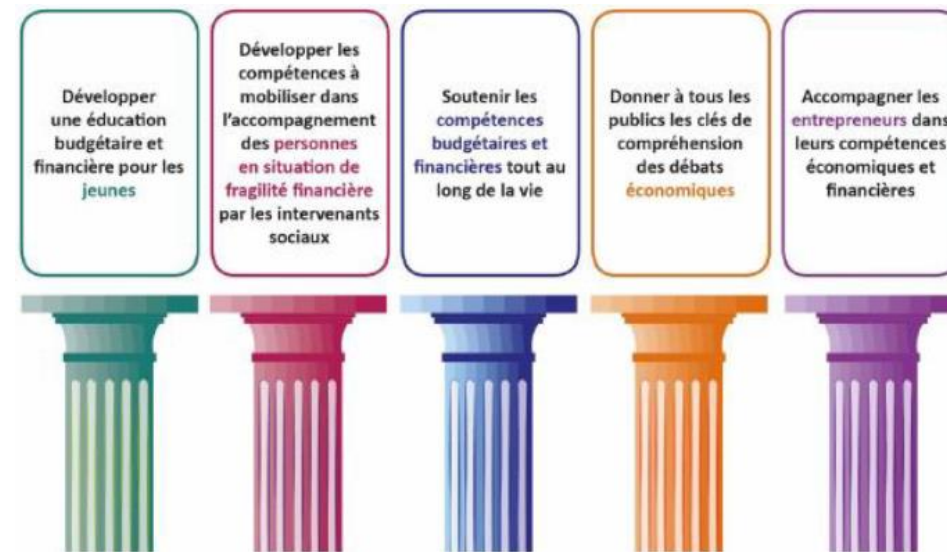 Développer
une éducation
budgétaire et
financière pour les
jeunes
Développer les
compétences à
mobiliser dans
l'accompagnement
des personnes
en situation de
fragilité financière
par les intervenants
sociaux
Soutenir les
compétences
budgétaires et
financières tout au
long de la vie
Donner à tous les
publics les clés de
compréhension
des débats
économiques
Accompagner les
entrepreneurs dans
leurs compétences
économiques et
financières